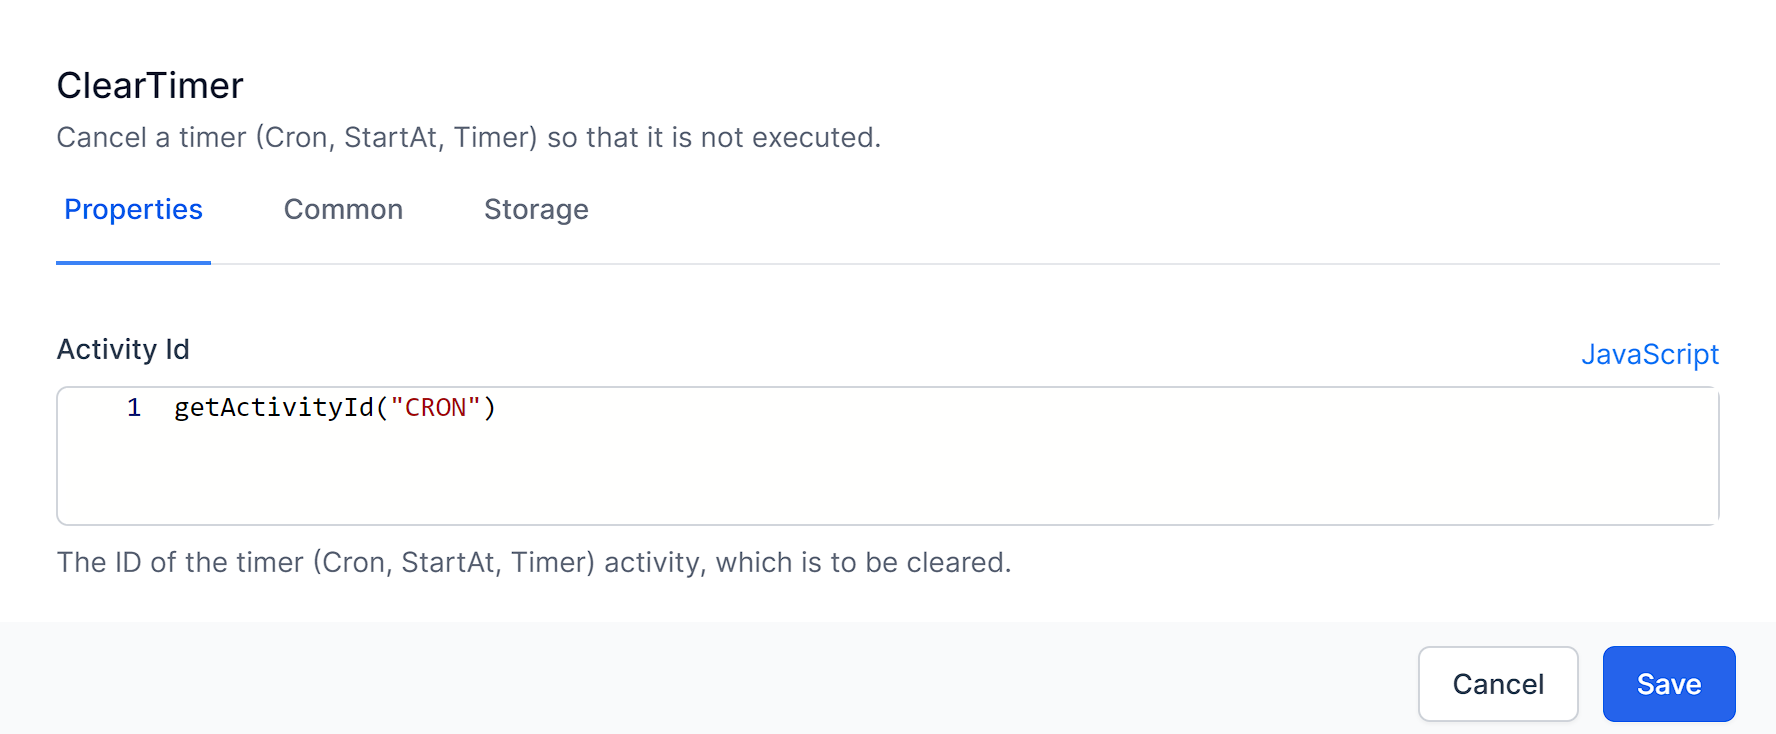 ClearTimer
Cancel a timer (Cron, StartAt, Timer) so that it is not executed.
Properties Common Storage
Activity Id JavaScript
1 getActivityId("CRON")
The ID of the timer (Cron, StartAt, Timer) activity, which is to be cleared.
Cancel Save